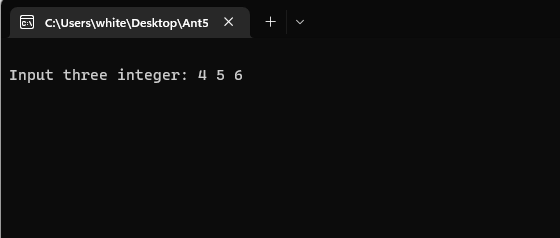 C:\Users\white\Desktop\Ant5
Input three integer: 4 5 6